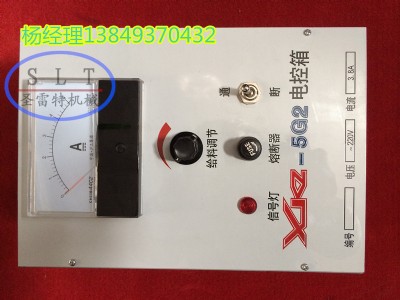 杨经理13849370432
SLT
圣雷特机械
A
通
断
给料调节
熔断器
信号灯
XKZ-5G2 电控箱
编号
电压 ~220V
电流 3.8A